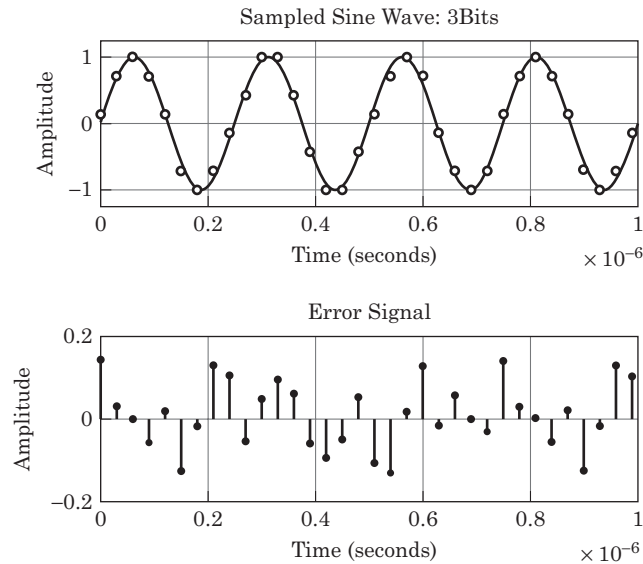 Sampled Sine Wave: 3Bits
1
0
−1
Amplitude
0 0.2 0.4 0.6 0.8 1
Time (seconds)
× 10⁻⁶
Error Signal
0.2
0
−0.2
Amplitude
0 0.2 0.4 0.6 0.8 1
Time (seconds)
× 10⁻⁶